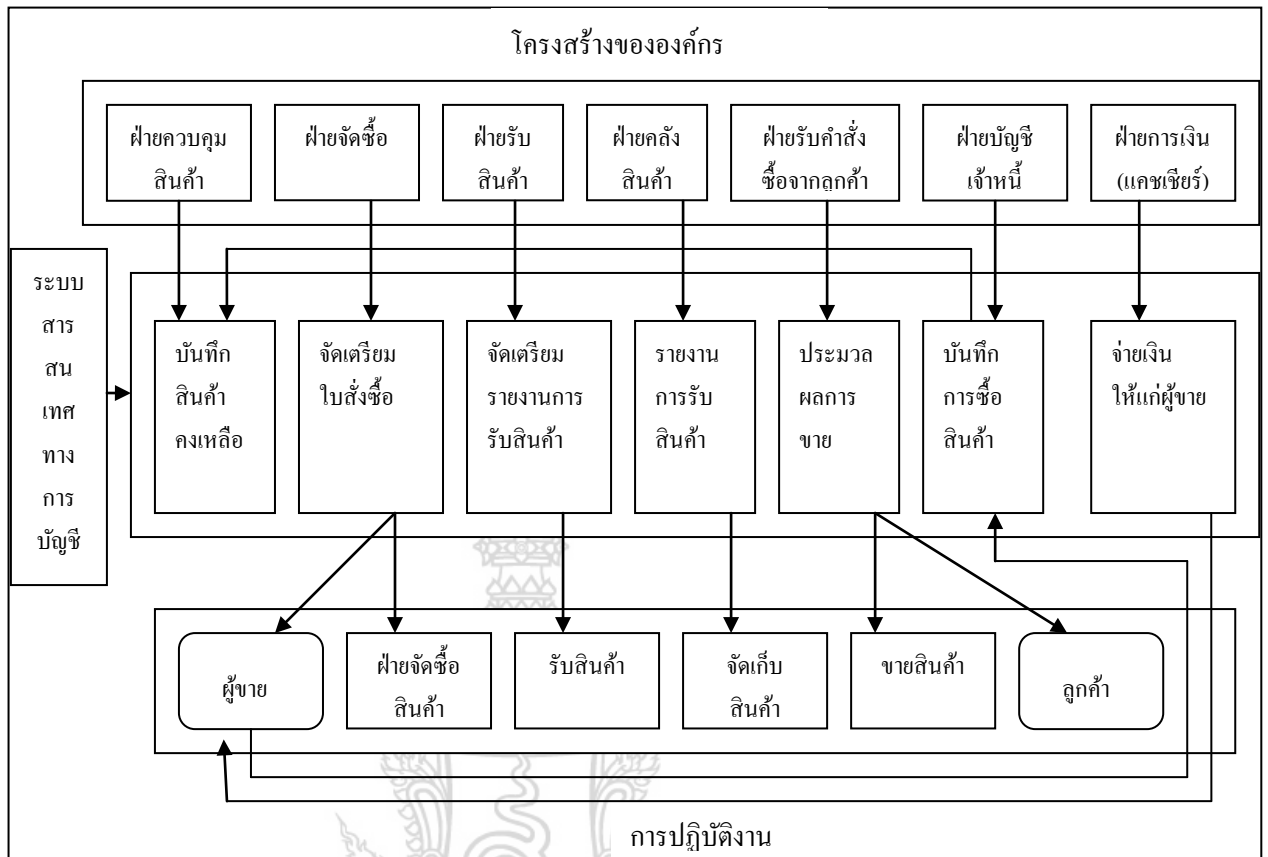 โครงสร้างขององค์กร
ฝ่ายควบคุม
สินค้า
ฝ่ายจัดซื้อ
ฝ่ายรับ
สินค้า
ฝ่ายคลัง
สินค้า
ฝ่ายรับคำสั่ง
ซื้อจากลูกค้า
ฝ่ายบัญชี
เจ้าหนี้
ฝ่ายการเงิน
(แคชเชียร์)
ระบบ
สาร
สน
เทศ
ทาง
การ
บัญชี
บันทึก
สินค้า
คงเหลือ
จัดเตรียม
ใบสั่งซื้อ
จัดเตรียม
รายงานการ
รับสินค้า
รายงาน
การรับ
สินค้า
ประมวล
ผลการ
ขาย
บันทึก
การซื้อ
สินค้า
จ่ายเงิน
ให้แก่ผู้ขาย
ผู้ขาย
ฝ่ายจัดซื้อ
สินค้า
รับสินค้า
จัดเก็บ
สินค้า
ขายสินค้า
ลูกค้า
การปฏิบัติงาน